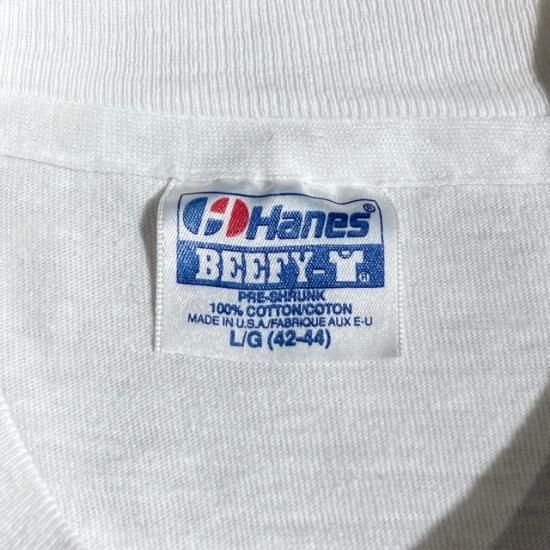 Hanes®
BEEFY-
PRE-SHRUNK
100% COTTON/COTON
MADE IN U.S.A/FABRIQUE AUX E-U
L/G (42-44)